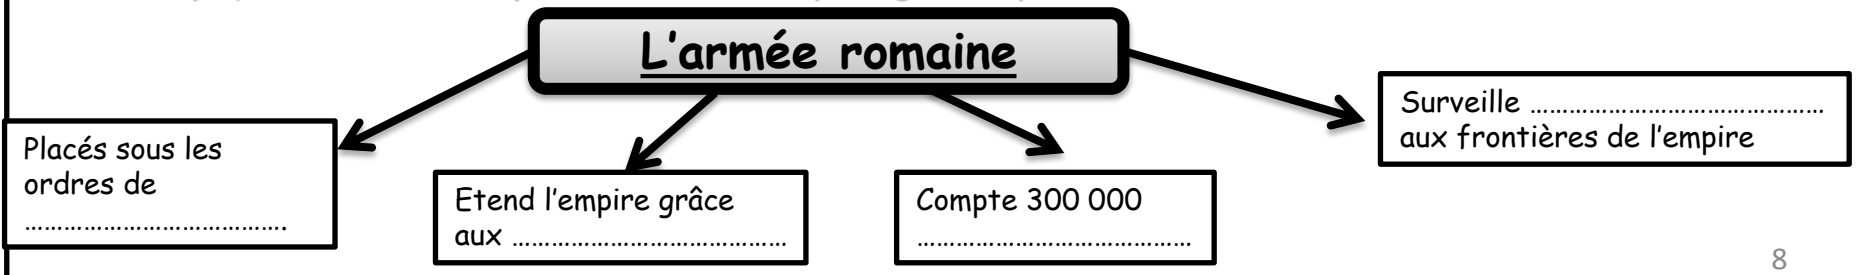 L'armée romaine
Surveille ………………………………………
aux frontières de l'empire
Placés sous les
ordres de
………………………………….
Etend l'empire grâce
aux ……………………………………
Compte 300 000
……………………………………
8